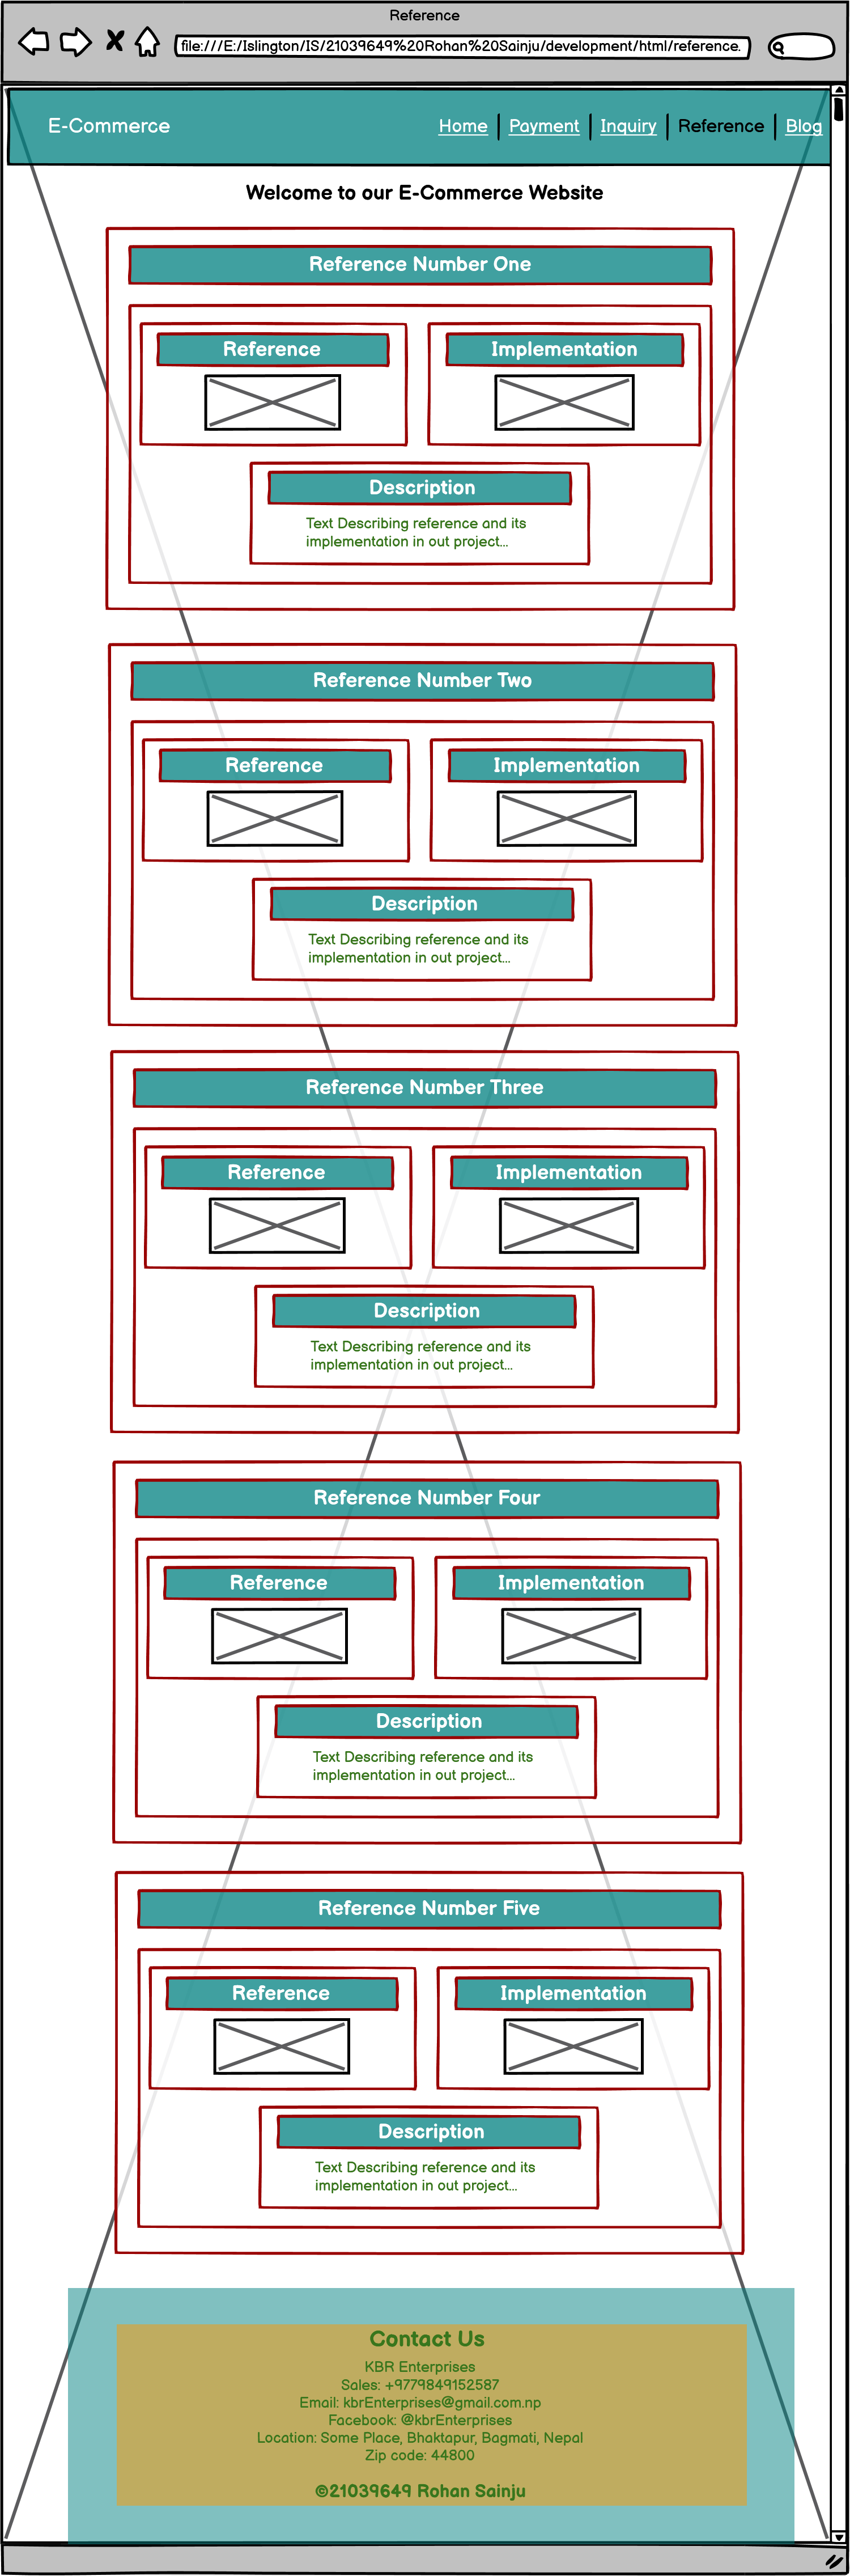 Reference
file:///E:/Islington/IS/21039649%20Rohan%20Sainju/development/html/reference.
E-Commerce
Home | Payment | Inquiry | Reference | Blog
Welcome to our E-Commerce Website
Reference Number One
Reference
Implementation
Description
Text Describing reference and its
implementation in out project...
Reference Number Two
Reference
Implementation
Description
Text Describing reference and its
implementation in out project...
Reference Number Three
Reference
Implementation
Description
Text Describing reference and its
implementation in out project...
Reference Number Four
Reference
Implementation
Description
Text Describing reference and its
implementation in out project...
Reference Number Five
Reference
Implementation
Description
Text Describing reference and its
implementation in out project...
Contact Us
KBR Enterprises
Sales: +9779849152587
Email: kbrEnterprises@gmail.com.np
Facebook: @kbrEnterprises
Location: Some Place, Bhaktapur, Bagmati, Nepal
Zip code: 44800
©21039649 Rohan Sainju